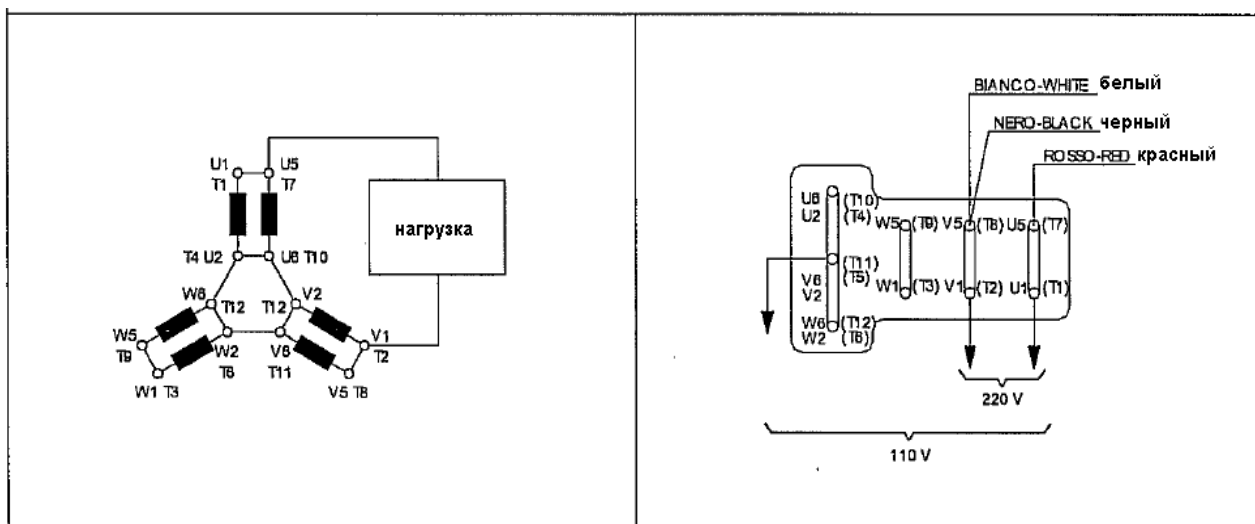 U1 U5
T1 T7
нагрузка
T4 U2 U6 T10
W6 T12 T12 V2
W5 V1
T9 W2 V6 T2
W1 T3 T6 T11 V5 T8
BIANCO-WHITE белый
NERO-BLACK черный
ROSSO-RED красный
U6 (T10)
U2 (T4)
W5 (T9) V5 (T8) U5 (T7)
(T11)
V6 (T5)
V2
W1 (T3) V1 (T2) U1 (T1)
W6 (T12)
W2 (T6)
220 V
110 V